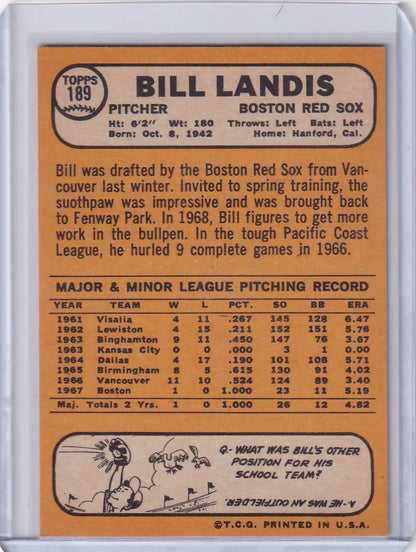 TOPPS
189
BILL LANDIS
PITCHER BOSTON RED SOX
Ht: 6'2" Wt: 180 Throws: Left Bats: Left
Born: Oct. 8, 1942 Home: Hanford, Cal.
Bill was drafted by the Boston Red Sox from Van-
couver last winter. Invited to spring training, the
suothpaw was impressive and was brought back
to Fenway Park. In 1968, Bill figures to get more
work in the bullpen. In the tough Pacific Coast
League, he hurled 9 complete games in 1966.
MAJOR & MINOR LEAGUE PITCHING RECORD
YEAR TEAM W L PCT. SO BB ERA
1961 Visalia 4 11 .267 145 128 6.47
1962 Lewiston 4 15 .211 152 151 5.76
1963 Binghamton 9 11 .450 147 76 3.67
1963 Kansas City 0 0 .000 3 1 0.00
1964 Dallas 4 17 .190 101 108 5.71
1965 Birmingham 8 5 .615 130 91 4.02
1966 Vancouver 11 10 .524 124 89 3.40
1967 Boston 1 0 1.000 23 11 5.19
Maj. Totals 2 Yrs. 1 0 1.000 26 12 4.82
Q- WHAT WAS BILL'S OTHER
POSITION FOR HIS
SCHOOL TEAM?
A- HE WAS AN OUTFIELDER.
©T.C.G. PRINTED IN U.S.A.